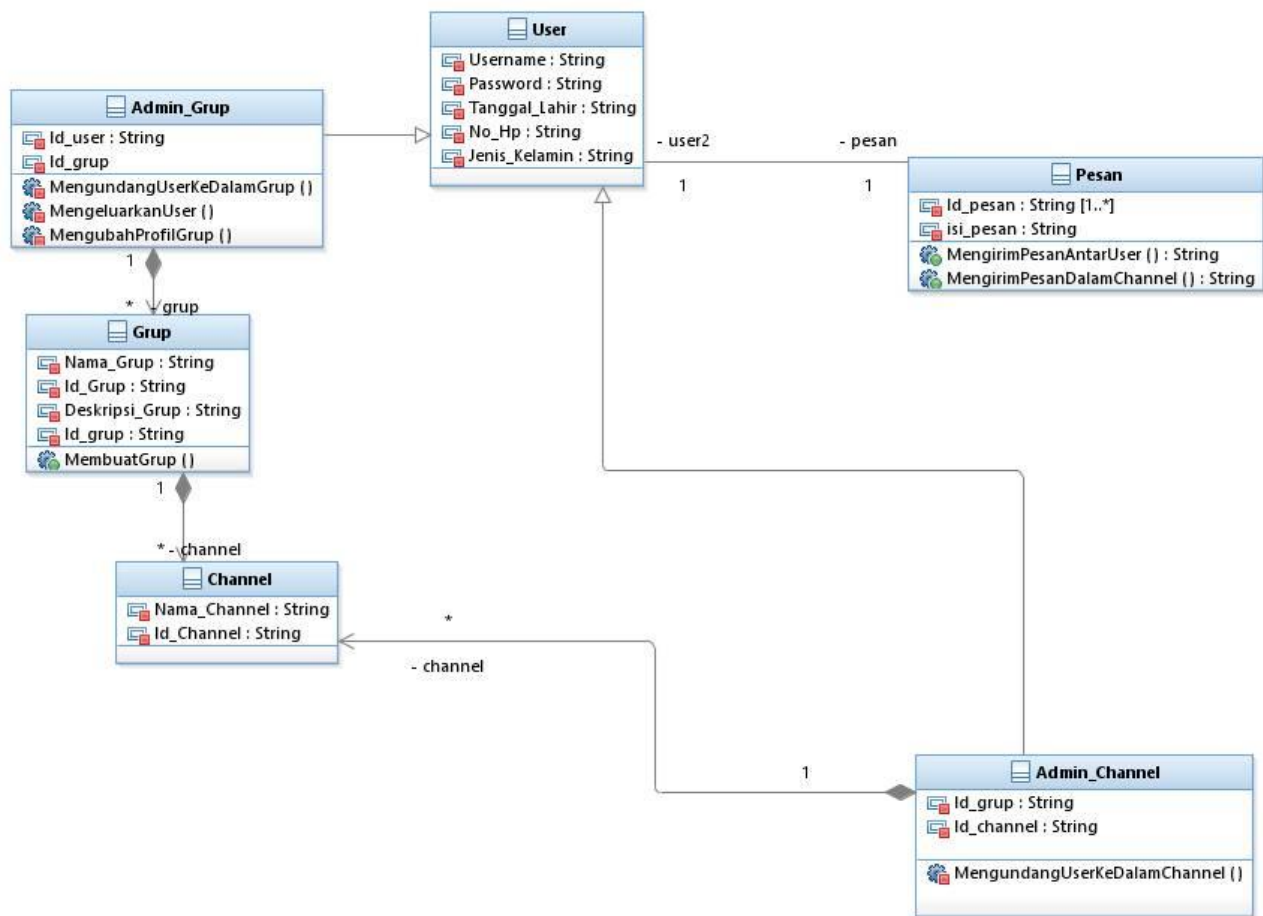 User
Username : String
Password : String
Tanggal_Lahir : String
No_Hp : String
Jenis_Kelamin : String
Admin_Grup
Id_user : String
Id_grup
MengundangUserKeDalamGrup ( )
MengeluarkanUser ( )
MengubahProfilGrup ( )
- user2
- pesan
1
1
Pesan
Id_pesan : String [1..*]
isi_pesan : String
MengirimPesanAntarUser ( ) : String
MengirimPesanDalamChannel ( ) : String
1
* - grup
Grup
Nama_Grup : String
Id_Grup : String
Deskripsi_Grup : String
Id_grup : String
MembuatGrup ( )
1
* - channel
Channel
Nama_Channel : String
Id_Channel : String
*
- channel
1
Admin_Channel
Id_grup : String
Id_channel : String
MengundangUserKeDalamChannel ( )